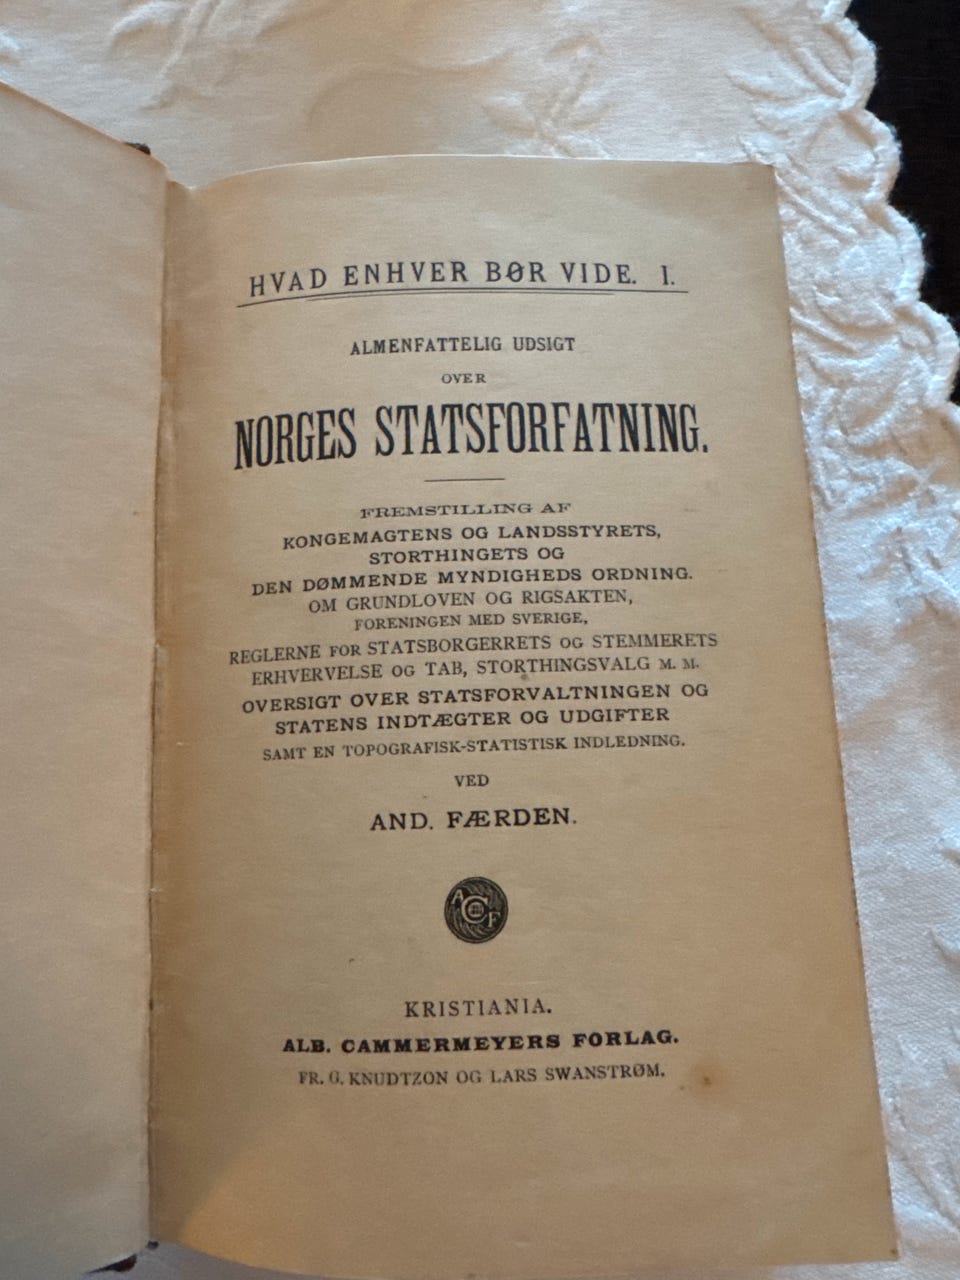 HVAD ENHVER BØR VIDE. I.
ALMENFATTELIG UDSIGT
OVER
NORGES STATSFORFATNING.
FREMSTILLING AF
KONGEMAGTENS OG LANDSSTYRETS,
STORTHINGETS OG
DEN DØMMENDE MYNDIGHEDS ORDNING.
OM GRUNDLOVEN OG RIGSAKTEN,
FORENINGEN MED SVERIGE,
REGLERNE FOR STATSBORGERRETS OG STEMMERETS
ERHVERVELSE OG TAB, STORTHINGSVALG M. M.
OVERSIGT OVER STATSFORVALTNINGEN OG
STATENS INDTÆGTER OG UDGIFTER
SAMT EN TOPOGRAFISK-STATISTISK INDLEDNING.
VED
AND. FÆRDEN.
A C F
KRISTIANIA.
ALB. CAMMERMEYERS FORLAG.
FR. G. KNUDTZON OG LARS SWANSTRØM.